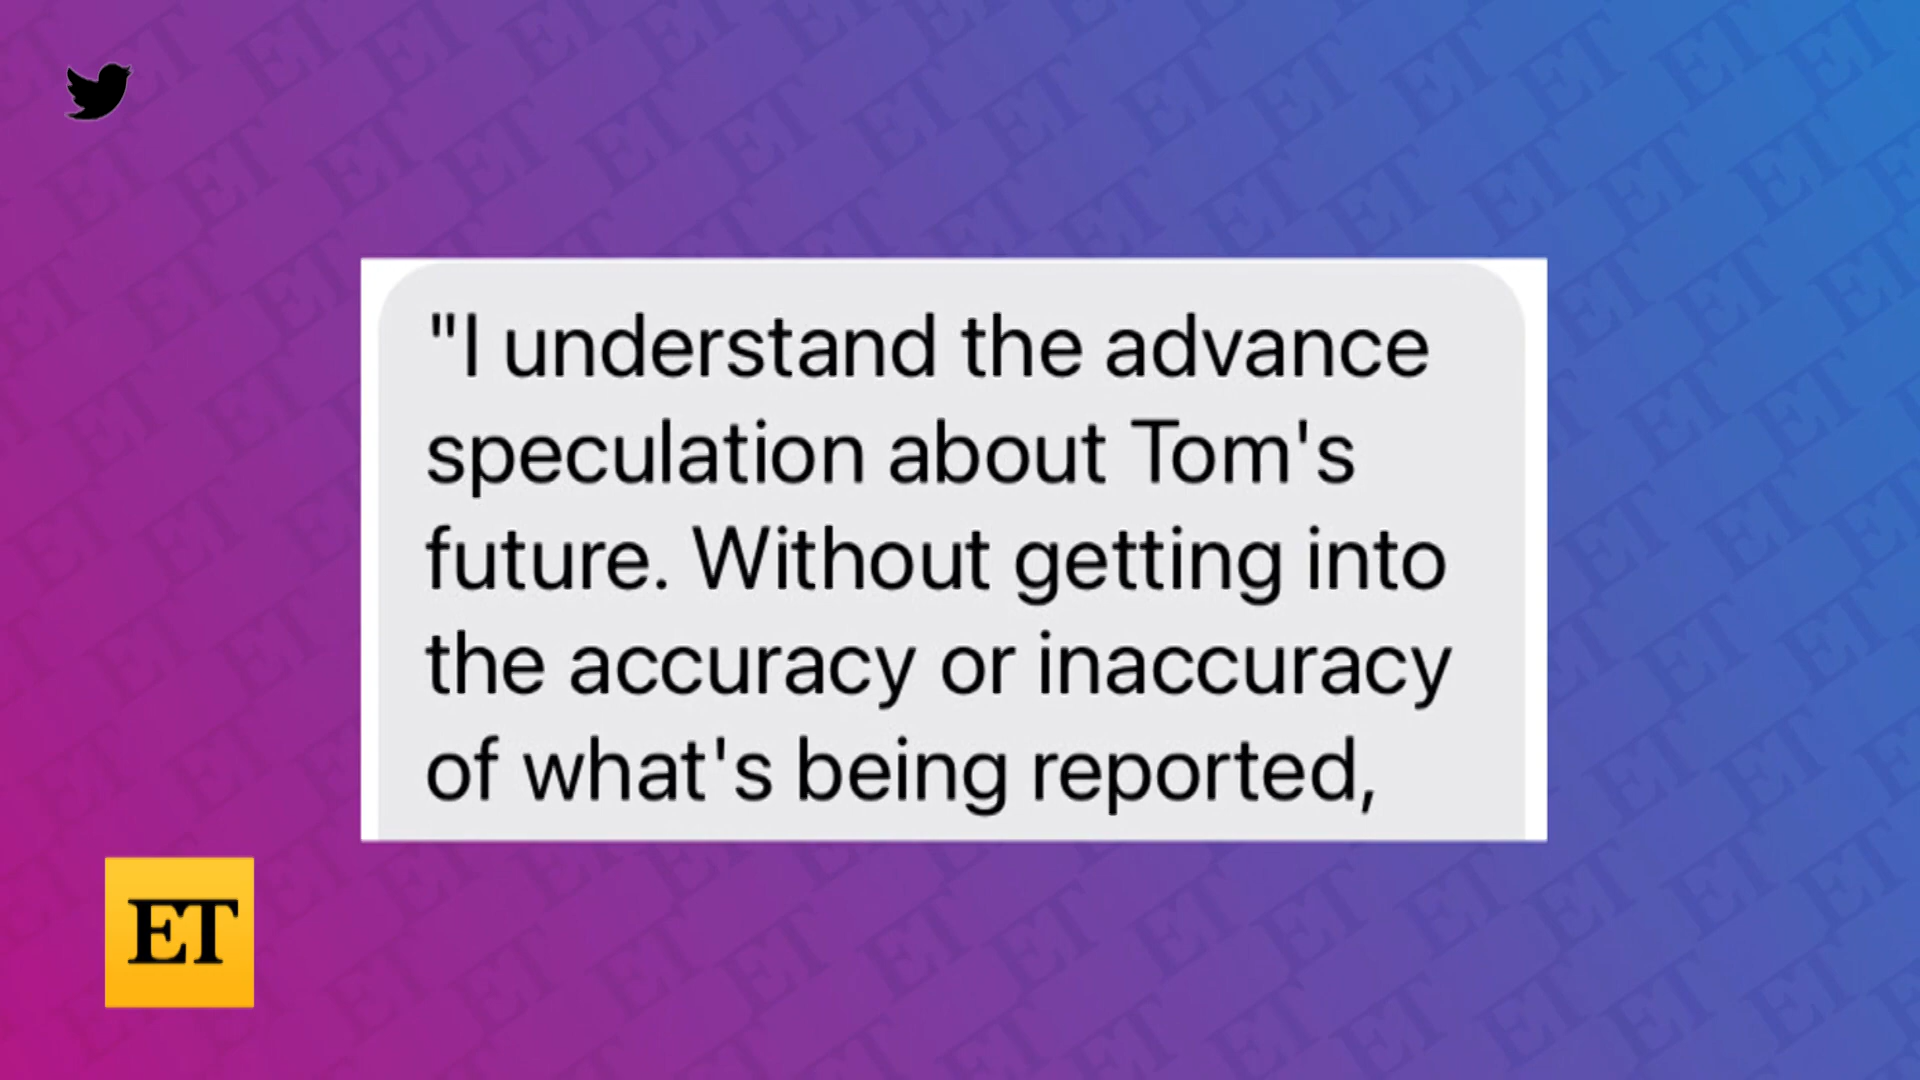 "I understand the advance
speculation about Tom's
future. Without getting into
the accuracy or inaccuracy
of what's being reported,
ET